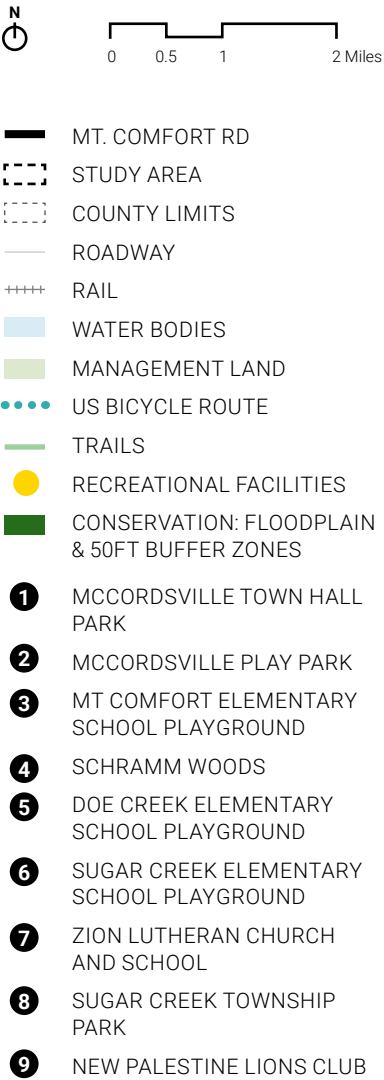 N
0 0.5 1 2 Miles
MT. COMFORT RD
STUDY AREA
COUNTY LIMITS
ROADWAY
RAIL
WATER BODIES
MANAGEMENT LAND
US BICYCLE ROUTE
TRAILS
RECREATIONAL FACILITIES
CONSERVATION: FLOODPLAIN
& 50FT BUFFER ZONES
1 MCCORDSVILLE TOWN HALL
PARK
2 MCCORDSVILLE PLAY PARK
3 MT COMFORT ELEMENTARY
SCHOOL PLAYGROUND
4 SCHRAMM WOODS
5 DOE CREEK ELEMENTARY
SCHOOL PLAYGROUND
6 SUGAR CREEK ELEMENTARY
SCHOOL PLAYGROUND
7 ZION LUTHERAN CHURCH
AND SCHOOL
8 SUGAR CREEK TOWNSHIP
PARK
9 NEW PALESTINE LIONS CLUB